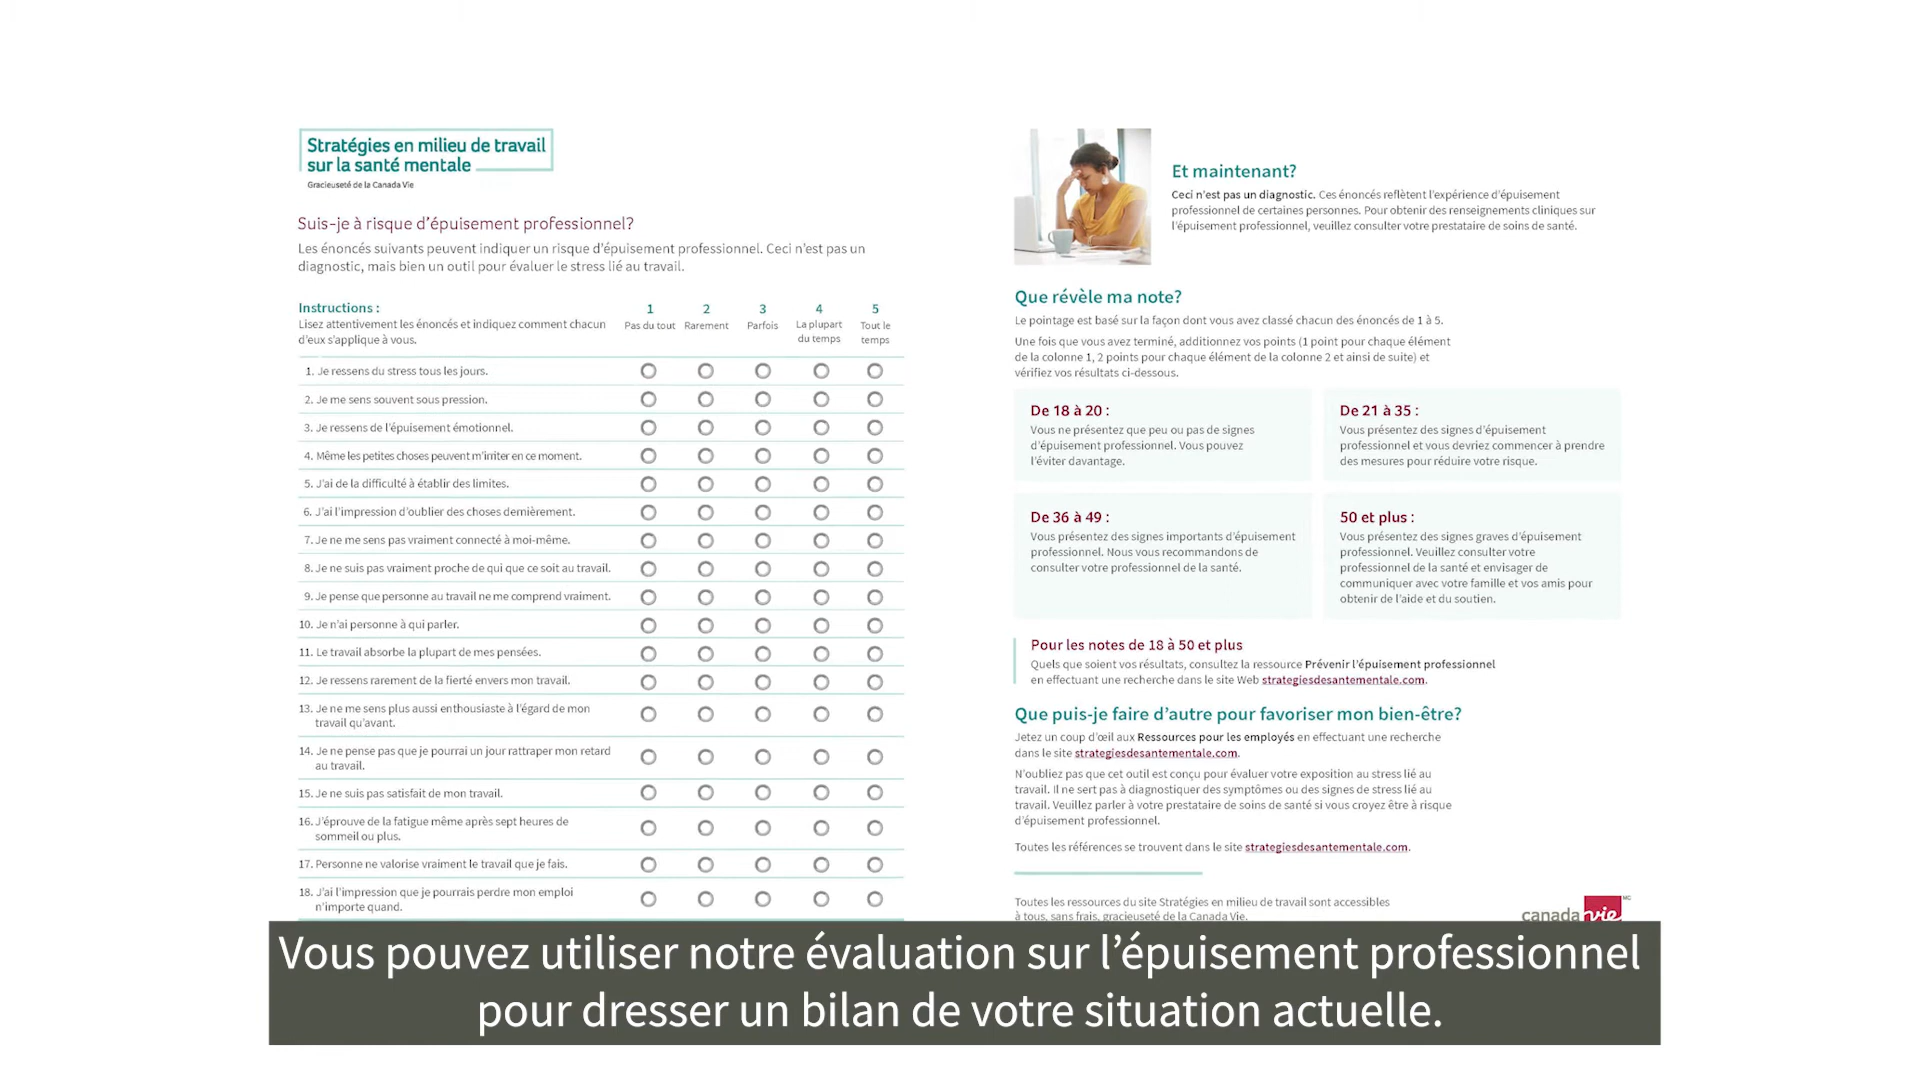 Stratégies en milieu de travail
sur la santé mentale
Gracieuseté de la Canada Vie
Suis-je à risque d'épuisement professionnel?
Les énoncés suivants peuvent indiquer un risque d'épuisement professionnel. Ceci n'est pas un
diagnostic, mais bien un outil pour évaluer le stress lié au travail.
Instructions :
Lisez attentivement les énoncés et indiquez comment chacun
d'eux s'applique à vous.
1 2 3 4 5
Pas du tout Rarement Parfois La plupart du temps Tout le temps
1. Je ressens du stress tous les jours.
2. Je me sens souvent sous pression.
3. Je ressens de l'épuisement émotionnel.
4. Même les petites choses peuvent m'irriter en ce moment.
5. J'ai de la difficulté à établir des limites.
6. J'ai l'impression d'oublier des choses dernièrement.
7. Je ne me sens pas vraiment connecté à moi-même.
8. Je ne suis pas vraiment proche de qui que ce soit au travail.
9. Je pense que personne au travail ne me comprend vraiment.
10. Je n'ai personne à qui parler.
11. Le travail absorbe la plupart de mes pensées.
12. Je ressens rarement de la fierté envers mon travail.
13. Je ne me sens plus aussi enthousiaste à l'égard de mon
travail qu'avant.
14. Je ne pense pas que je pourrai un jour rattraper mon retard
au travail.
15. Je ne suis pas satisfait de mon travail.
16. J'éprouve de la fatigue même après sept heures de
sommeil ou plus.
17. Personne ne valorise vraiment le travail que je fais.
18. J'ai l'impression que je pourrais perdre mon emploi
n'importe quand.
Et maintenant?
Ceci n'est pas un diagnostic. Ces énoncés reflètent l'expérience d'épuisement
professionnel de certaines personnes. Pour obtenir des renseignements cliniques sur
l'épuisement professionnel, veuillez consulter votre prestataire de soins de santé.
Que révèle ma note?
Le pointage est basé sur la façon dont vous avez classé chacun des énoncés de 1 à 5.
Une fois que vous avez terminé, additionnez vos points (1 point pour chaque élément
de la colonne 1, 2 points pour chaque élément de la colonne 2 et ainsi de suite) et
vérifiez vos résultats ci-dessous.
De 18 à 20 :
Vous ne présentez que peu ou pas de signes
d'épuisement professionnel. Vous pouvez
l'éviter davantage.
De 21 à 35 :
Vous présentez des signes d'épuisement
professionnel et vous devriez commencer à prendre
des mesures pour réduire votre risque.
De 36 à 49 :
Vous présentez des signes importants d'épuisement
professionnel. Nous vous recommandons de
consulter votre professionnel de la santé.
50 et plus :
Vous présentez des signes graves d'épuisement
professionnel. Veuillez consulter votre
professionnel de la santé et envisager de
communiquer avec votre famille et vos amis pour
obtenir de l'aide et du soutien.
Pour les notes de 18 à 50 et plus
Quels que soient vos résultats, consultez la ressource Prévenir l'épuisement professionnel
en effectuant une recherche dans le site Web strategiesdesantementale.com.
Que puis-je faire d'autre pour favoriser mon bien-être?
Jetez un coup d'œil aux Ressources pour les employés en effectuant une recherche
dans le site strategiesdesantementale.com.
N'oubliez pas que cet outil est conçu pour évaluer votre exposition au stress lié au
travail. Il ne sert pas à diagnostiquer des symptômes ou des signes de stress lié au
travail. Veuillez parler à votre prestataire de soins de santé si vous croyez être à risque
d'épuisement professionnel.
Toutes les références se trouvent dans le site strategiesdesantementale.com.
Toutes les ressources du site Stratégies en milieu de travail sont accessibles
à tous, sans frais, gracieuseté de la Canada Vie.
canada vie MC
Vous pouvez utiliser notre évaluation sur l'épuisement professionnel
pour dresser un bilan de votre situation actuelle.